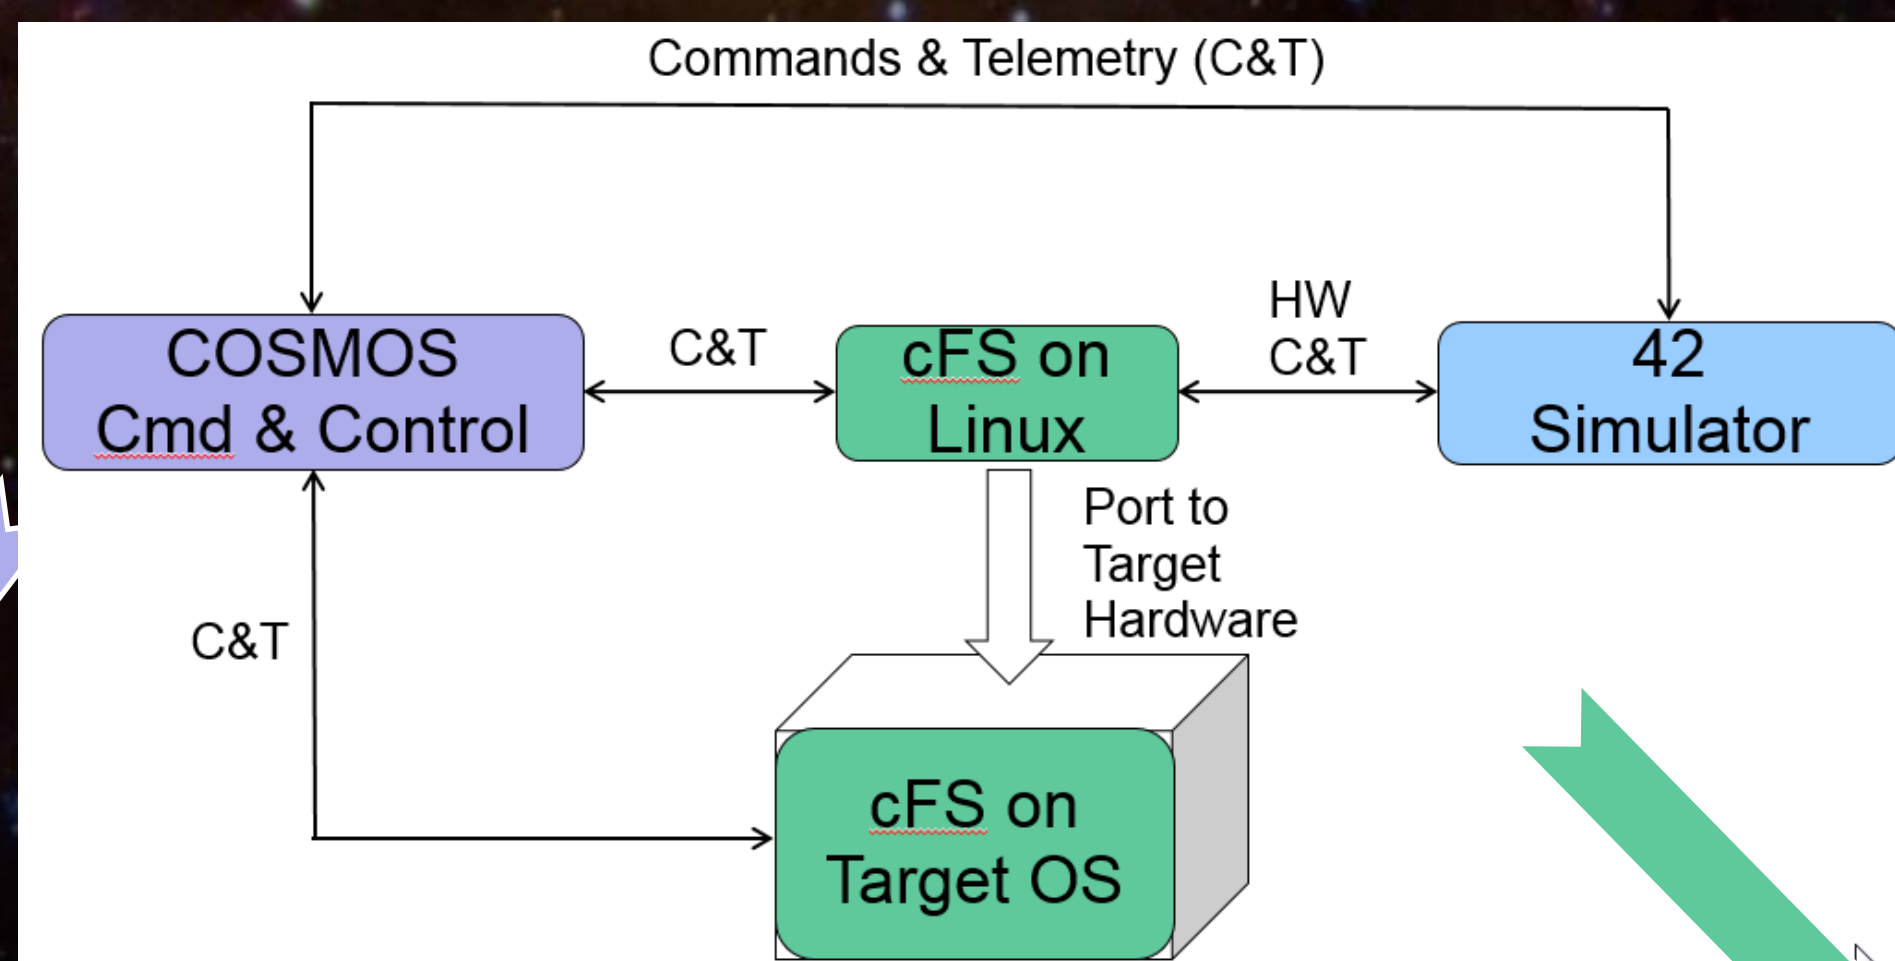 Commands & Telemetry (C&T)
COSMOS
Cmd & Control
C&T
cFS on
Linux
HW
C&T
42
Simulator
Port to
Target
Hardware
C&T
cFS on
Target OS